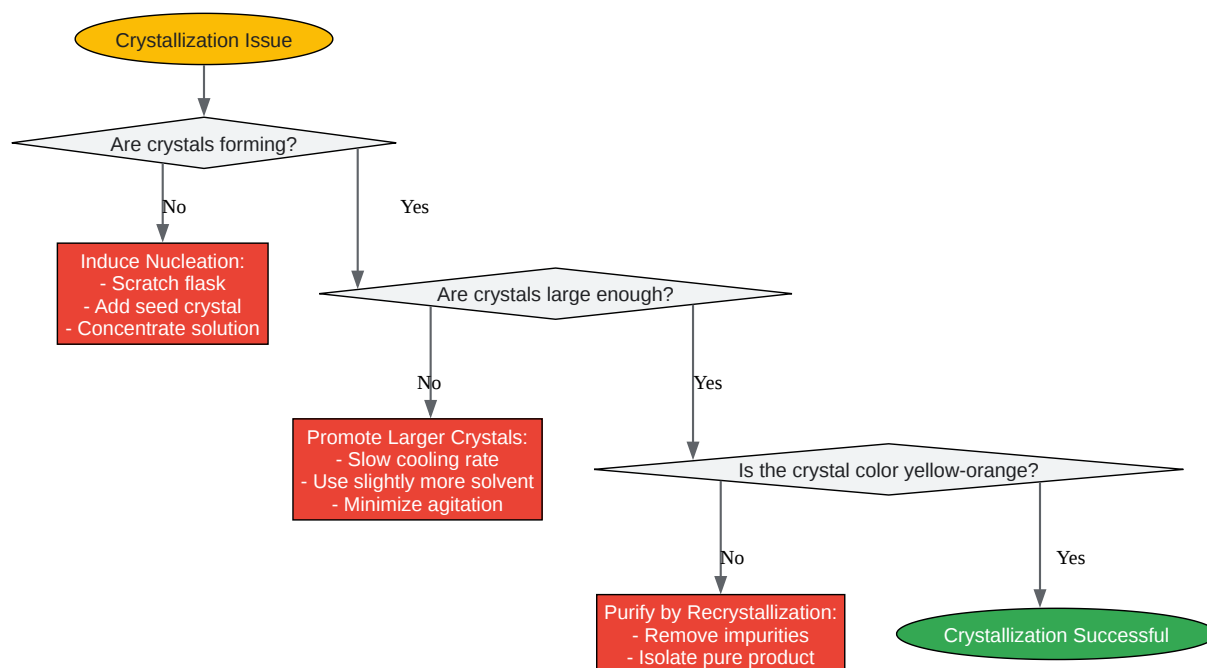 Crystallization Issue
Are crystals forming?
No
Yes
Induce Nucleation:
- Scratch flask
- Add seed crystal
- Concentrate solution
Are crystals large enough?
No
Yes
Promote Larger Crystals:
- Slow cooling rate
- Use slightly more solvent
- Minimize agitation
Is the crystal color yellow-orange?
No
Yes
Purify by Recrystallization:
- Remove impurities
- Isolate pure product
Crystallization Successful